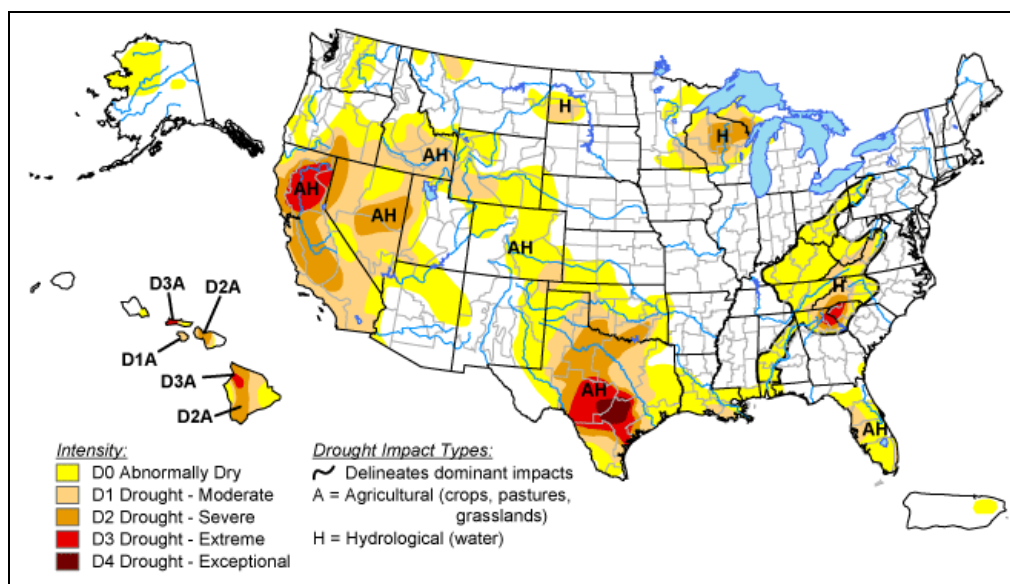 H
H
AH
AH
AH
AH
H
D3A
D2A
D1A
D3A
AH
AH
D2A
Intensity:
D0 Abnormally Dry
D1 Drought - Moderate
D2 Drought - Severe
D3 Drought - Extreme
D4 Drought - Exceptional
Drought Impact Types:
Delineates dominant impacts
A = Agricultural (crops, pastures,
grasslands)
H = Hydrological (water)